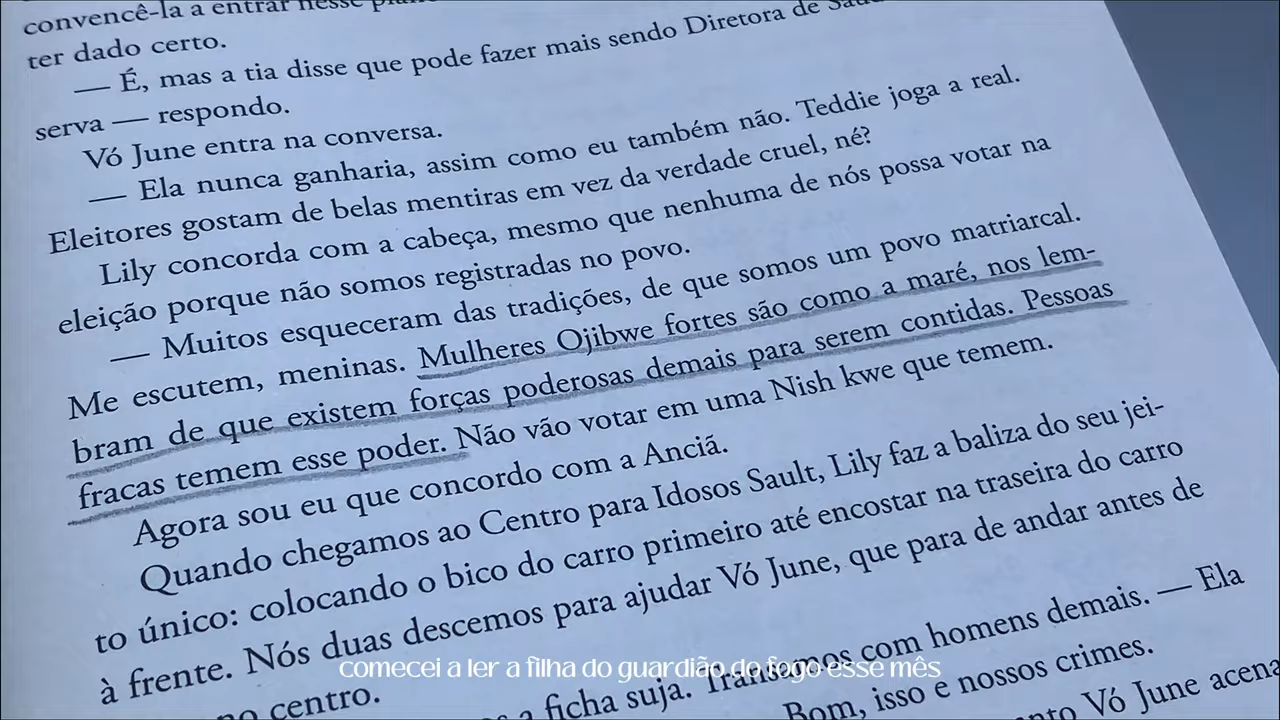 convencê-la a entrar nesse
ter dado certo.
— É, mas a tia disse que pode fazer mais sendo Diretora de
serva — respondo.
Vó June entra na conversa.
— Ela nunca ganharia, assim como eu também não. Teddie joga a real.
Eleitores gostam de belas mentiras em vez da verdade cruel, né?
Lily concorda com a cabeça, mesmo que nenhuma de nós possa votar na
eleição porque não somos registradas no povo.
— Muitos esqueceram das tradições, de que somos um povo matriarcal.
Me escutem, meninas. Mulheres Ojibwe fortes são como a maré, nos lem-
bram de que existem forças poderosas demais para serem contidas. Pessoas
fracas temem esse poder. Não vão votar em uma Nish kwe que temem.
Agora sou eu que concordo com a Anciã.
Quando chegamos ao Centro para Idosos Sault, Lily faz a baliza do seu jei-
to único: colocando o bico do carro primeiro até encostar na traseira do carro
à frente. Nós duas descemos para ajudar Vó June, que para de andar antes de
no centro.
a ficha suja. Transamos com homens demais. — Ela
Bom, isso e nossos crimes.
Vó June acena
comecei a ler a filha do guardião do fogo esse mês